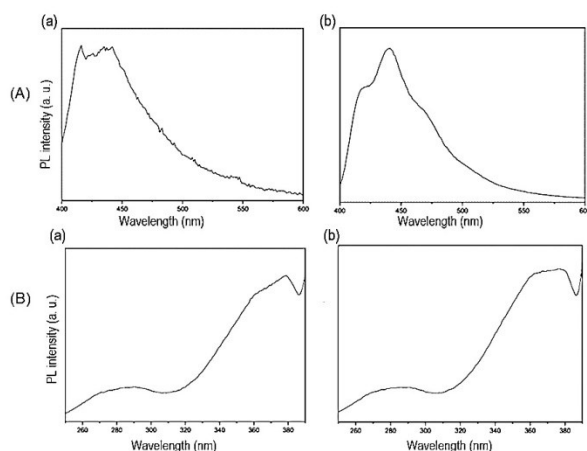 (a)
(b)
(A)
PL intensity (a. u.)
400 450 500 550 600
400 450 500 550 600
Wavelength (nm)
Wavelength (nm)
(a)
(b)
(B)
PL intensity (a. u.)
260 280 300 320 340 360 380
260 280 300 320 340 360 380
Wavelength (nm)
Wavelength (nm)